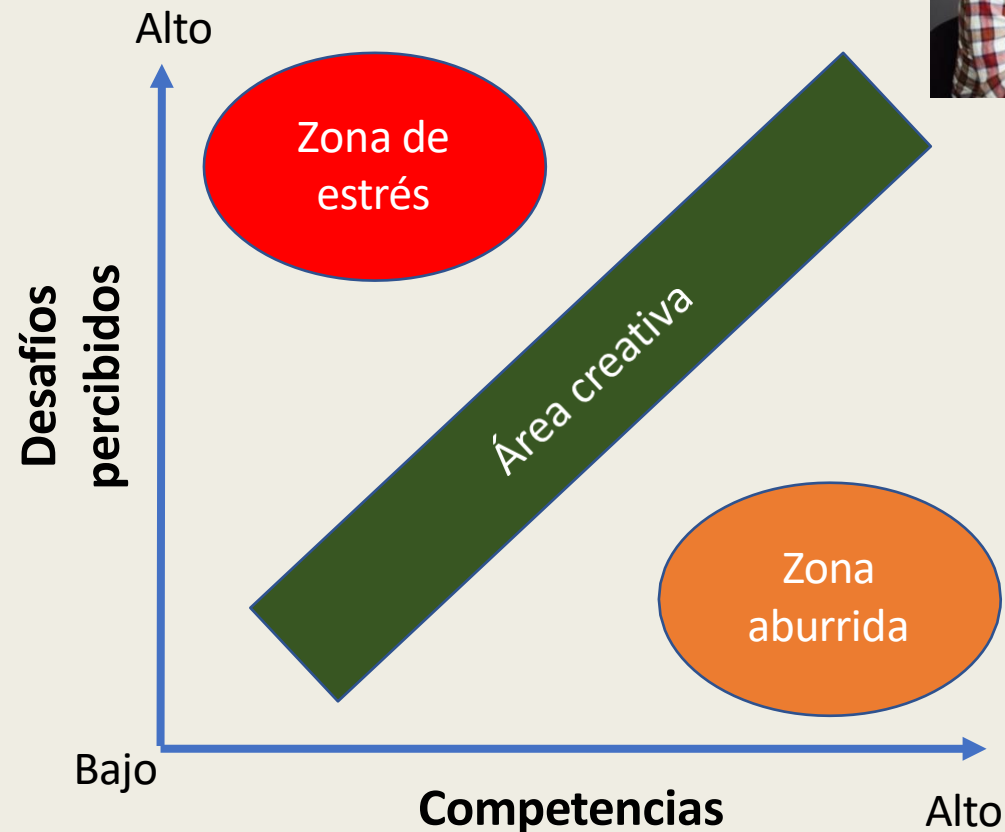 Alto
Zona de
estrés
Desafíos
percibidos
Área creativa
Zona
aburrida
Bajo
Competencias
Alto